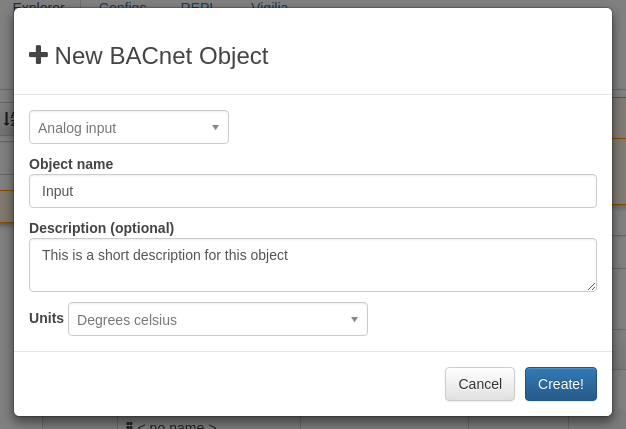 Explorer Configs REPL Vigilia
New BACnet Object
Analog input
Object name
Input
Description (optional)
This is a short description for this object
Units Degrees celsius
Cancel Create!
< no name >